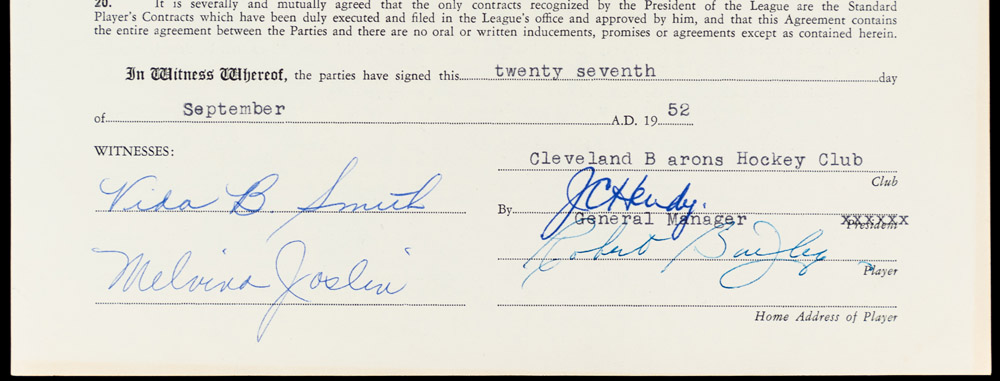 20. It is severally and mutually agreed that the only contracts recognized by the President of the League are the Standard
Player's Contracts which have been duly executed and filed in the League's office and approved by him, and that this Agreement contains
the entire agreement between the Parties and there are no oral or written inducements, promises or agreements except as contained herein.
In Witness Whereof, the parties have signed this twenty seventh day
of September A.D. 19 52
WITNESSES:
Cleveland B arons Hockey Club
Club
Vida B. Smith
By J C Hendy.
General Manager xxxxxx President
Robert Bailey
Player
Melvina Joslin
Home Address of Player